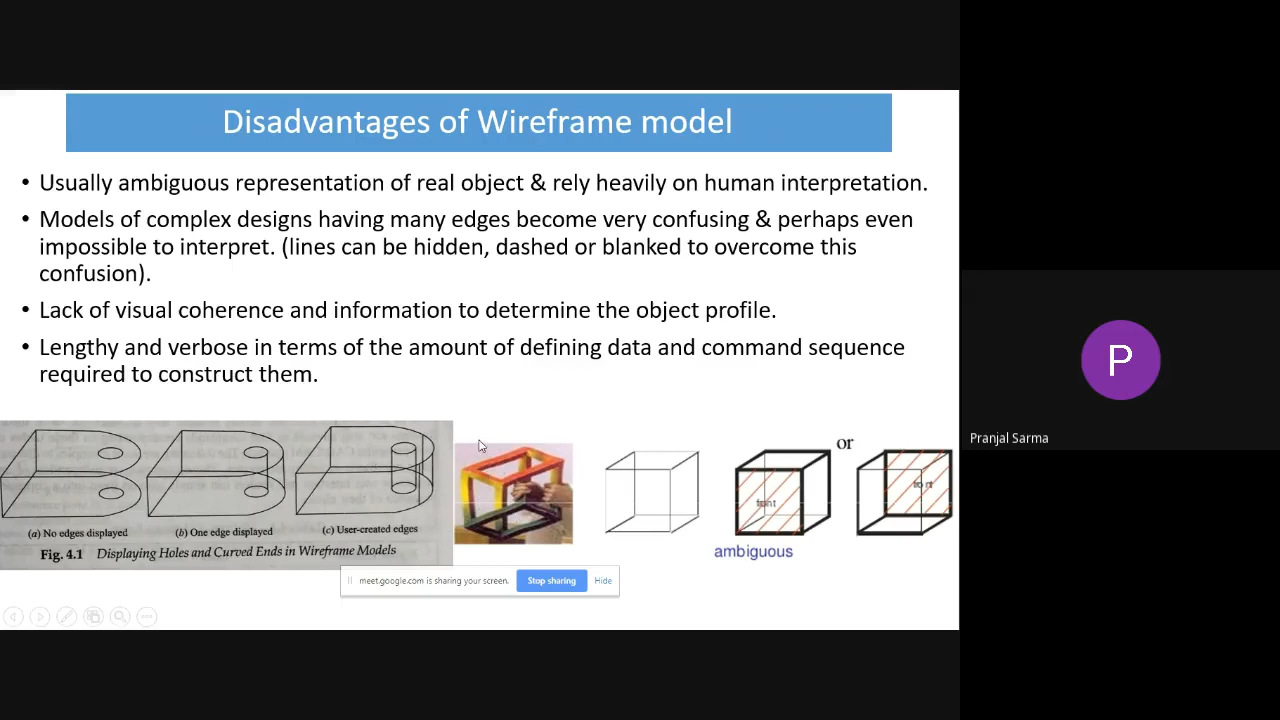 Disadvantages of Wireframe model
• Usually ambiguous representation of real object & rely heavily on human interpretation.
• Models of complex designs having many edges become very confusing & perhaps even
impossible to interpret. (lines can be hidden, dashed or blanked to overcome this
confusion).
• Lack of visual coherence and information to determine the object profile.
• Lengthy and verbose in terms of the amount of defining data and command sequence
required to construct them.
(a) No edges displayed
(b) One edge displayed
(c) User-created edges
Fig. 4.1 Displaying Holes and Curved Ends in Wireframe Models
front
or
front
ambiguous
meet.google.com is sharing your screen.
Stop sharing
Hide
P
Pranjal Sarma